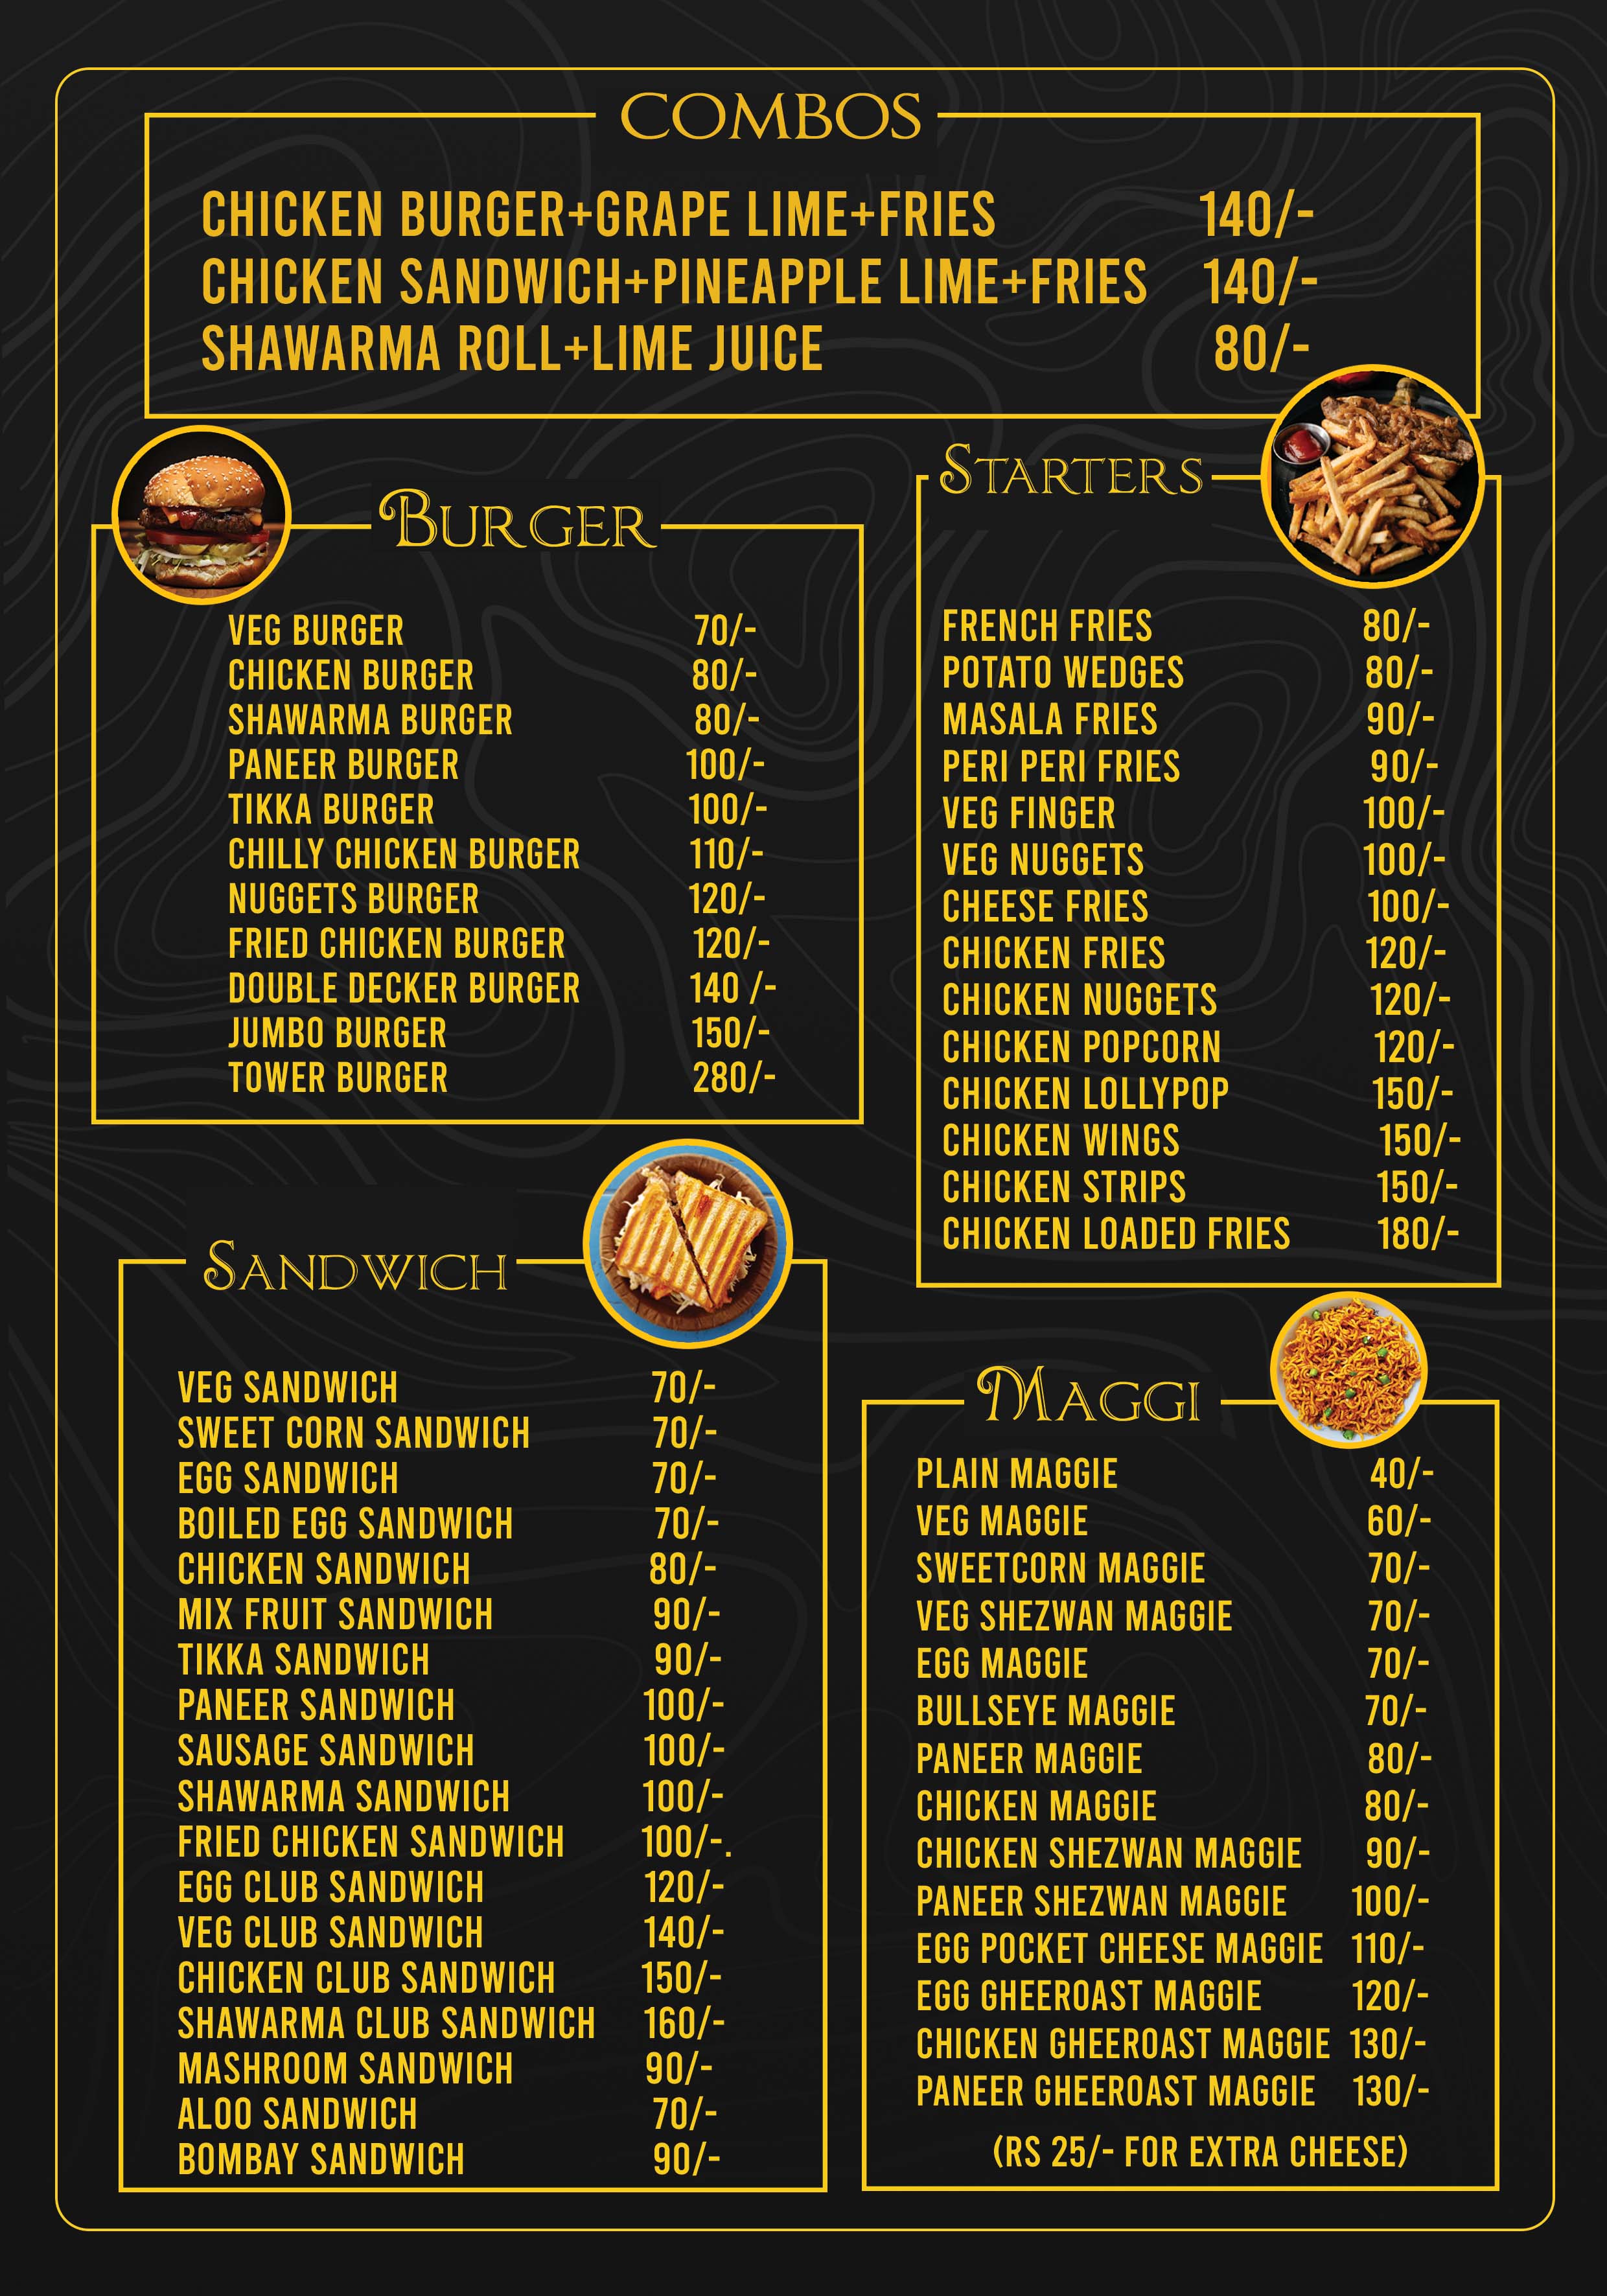 COMBOS
CHICKEN BURGER+GRAPE LIME+FRIES 140/-
CHICKEN SANDWICH+PINEAPPLE LIME+FRIES 140/-
SHAWARMA ROLL+LIME JUICE 80/-
BURGER
VEG BURGER 70/-
CHICKEN BURGER 80/-
SHAWARMA BURGER 80/-
PANEER BURGER 100/-
TIKKA BURGER 100/-
CHILLY CHICKEN BURGER 110/-
NUGGETS BURGER 120/-
FRIED CHICKEN BURGER 120/-
DOUBLE DECKER BURGER 140 /-
JUMBO BURGER 150/-
TOWER BURGER 280/-
STARTERS
FRENCH FRIES 80/-
POTATO WEDGES 80/-
MASALA FRIES 90/-
PERI PERI FRIES 90/-
VEG FINGER 100/-
VEG NUGGETS 100/-
CHEESE FRIES 100/-
CHICKEN FRIES 120/-
CHICKEN NUGGETS 120/-
CHICKEN POPCORN 120/-
CHICKEN LOLLYPOP 150/-
CHICKEN WINGS 150/-
CHICKEN STRIPS 150/-
CHICKEN LOADED FRIES 180/-
SANDWICH
VEG SANDWICH 70/-
SWEET CORN SANDWICH 70/-
EGG SANDWICH 70/-
BOILED EGG SANDWICH 70/-
CHICKEN SANDWICH 80/-
MIX FRUIT SANDWICH 90/-
TIKKA SANDWICH 90/-
PANEER SANDWICH 100/-
SAUSAGE SANDWICH 100/-
SHAWARMA SANDWICH 100/-
FRIED CHICKEN SANDWICH 100/-.
EGG CLUB SANDWICH 120/-
VEG CLUB SANDWICH 140/-
CHICKEN CLUB SANDWICH 150/-
SHAWARMA CLUB SANDWICH 160/-
MASHROOM SANDWICH 90/-
ALOO SANDWICH 70/-
BOMBAY SANDWICH 90/-
MAGGI
PLAIN MAGGIE 40/-
VEG MAGGIE 60/-
SWEETCORN MAGGIE 70/-
VEG SHEZWAN MAGGIE 70/-
EGG MAGGIE 70/-
BULLSEYE MAGGIE 70/-
PANEER MAGGIE 80/-
CHICKEN MAGGIE 80/-
CHICKEN SHEZWAN MAGGIE 90/-
PANEER SHEZWAN MAGGIE 100/-
EGG POCKET CHEESE MAGGIE 110/-
EGG GHEEROAST MAGGIE 120/-
CHICKEN GHEEROAST MAGGIE 130/-
PANEER GHEEROAST MAGGIE 130/-
(RS 25/- FOR EXTRA CHEESE)